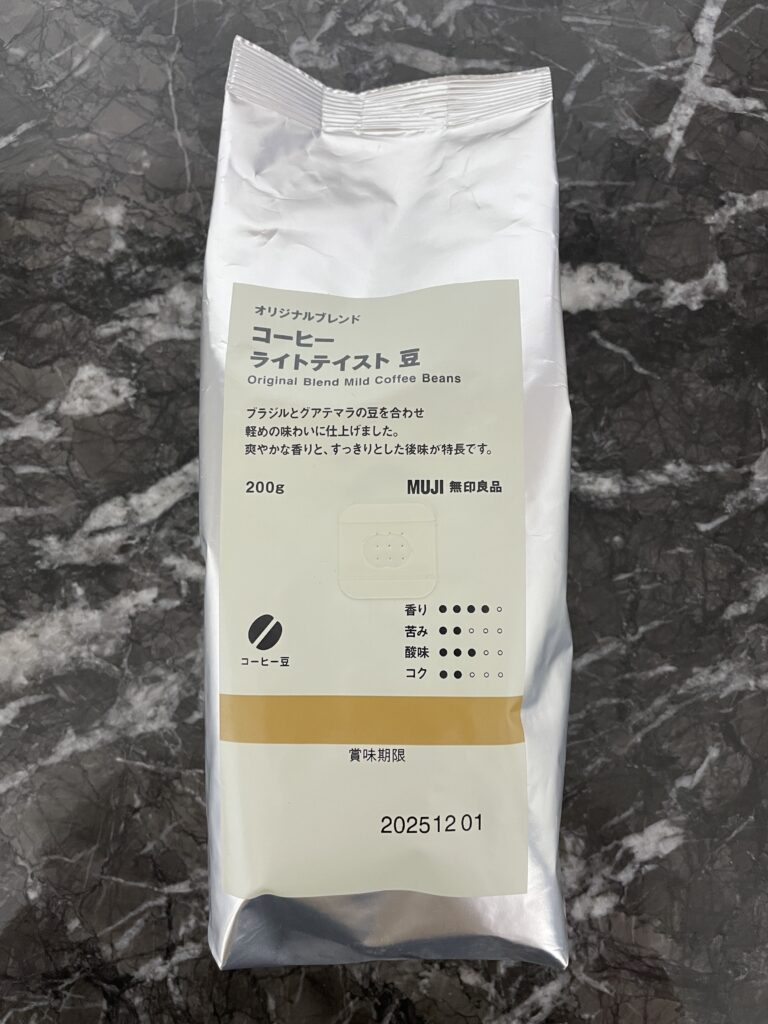 オリジナルブレンド
コーヒー
ライトテイスト 豆
Original Blend Mild Coffee Beans
ブラジルとグアテマラの豆を合わせ
軽めの味わいに仕上げました。
爽やかな香りと、すっきりとした後味が特長です。
200g MUJI 無印良品
香り ●●●●○
苦み ●●○○○
酸味 ●●●○○
コク ●●○○○
コーヒー豆
賞味期限
20251201